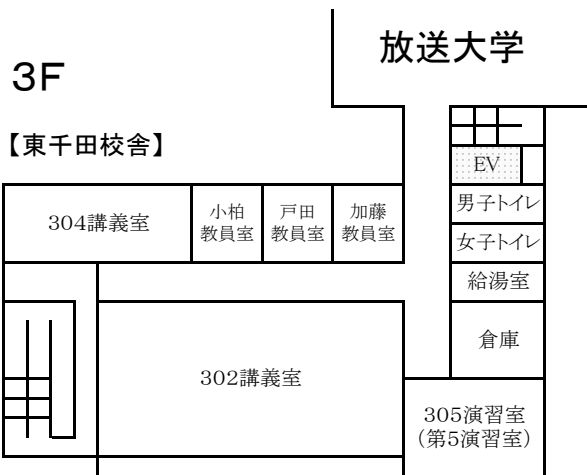 放送大学
3F
【東千田校舎】
EV
304講義室
小柏
教員室
戸田
教員室
加藤
教員室
男子トイレ
女子トイレ
給湯室
倉庫
302講義室
305演習室
（第5演習室）